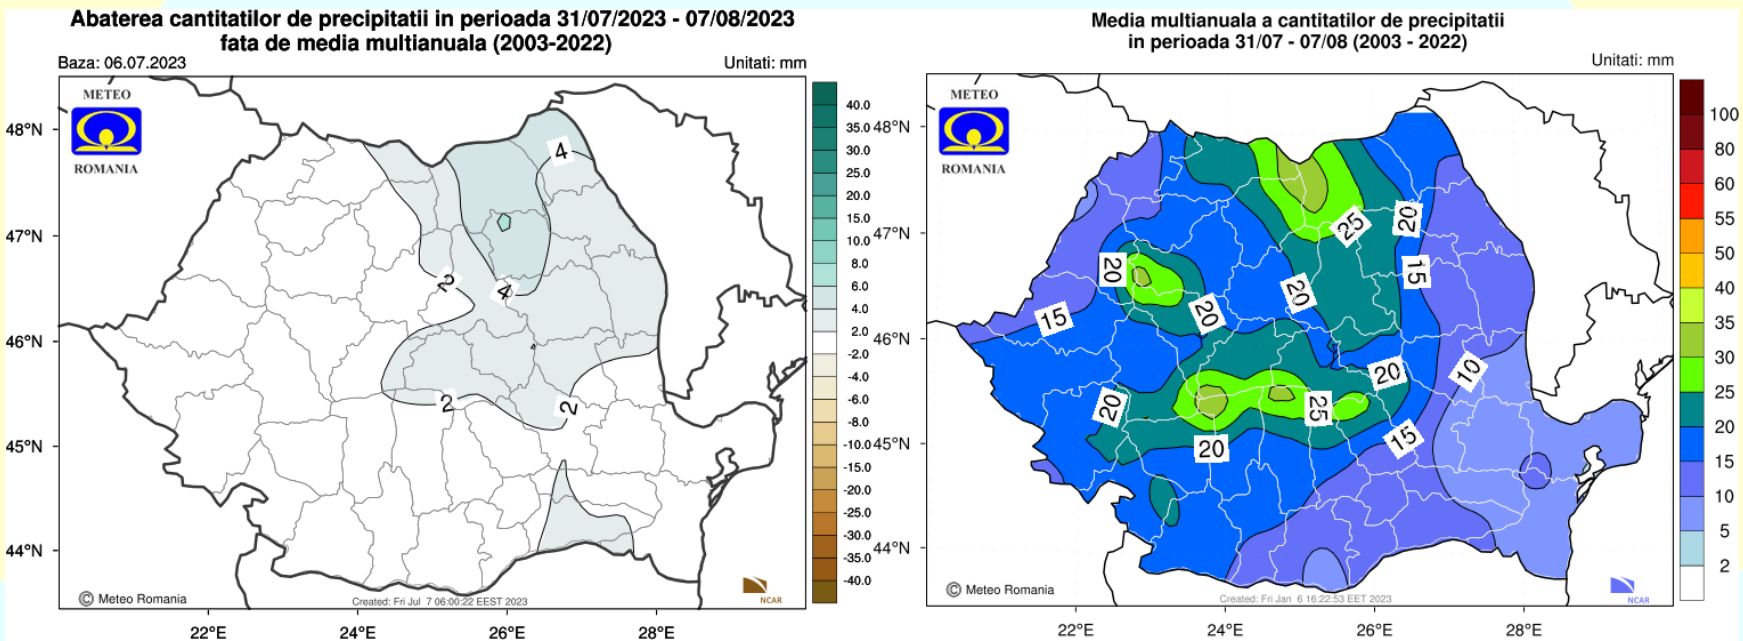 Abaterea cantitatilor de precipitatii in perioada 31/07/2023 - 07/08/2023
fata de media multianuala (2003-2022)
Baza: 06.07.2023
Unitati: mm
METEO
ROMANIA
48°N
47°N
46°N
45°N
44°N
4
2
4
2
2
40.0
35.0
30.0
25.0
20.0
15.0
10.0
8.0
6.0
4.0
2.0
-2.0
-4.0
-6.0
-8.0
-10.0
-15.0
-20.0
-25.0
-30.0
-35.0
-40.0
© Meteo Romania
Created: Fri Jul 7 06:00:22 EEST 2023
NCAR
22°E
24°E
26°E
28°E
Media multianuala a cantitatilor de precipitatii
in perioada 31/07 - 07/08 (2003 - 2022)
Unitati: mm
METEO
ROMANIA
48°N
47°N
46°N
45°N
44°N
25
20
20
15
20
20
15
20
10
20
25
15
20
100
80
60
55
50
40
35
30
25
20
15
10
5
2
© Meteo Romania
Created: Fri Jan 6 16:22:53 EET 2023
NCAR
22°E
24°E
26°E
28°E